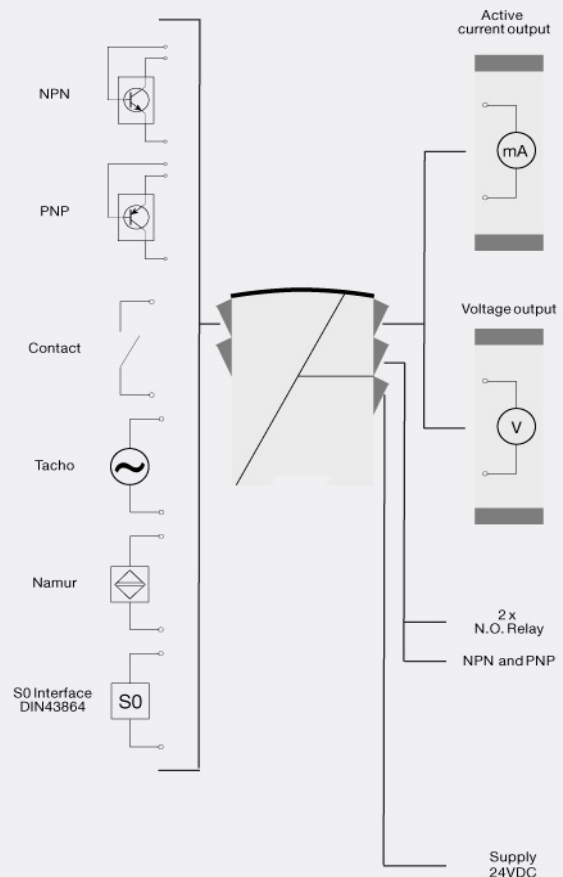 NPN
PNP
Contact
Tacho
Namur
S0 Interface
DIN43864
S0
Active
current output
mA
Voltage output
V
2 x
N.O. Relay
NPN and PNP
Supply
24VDC